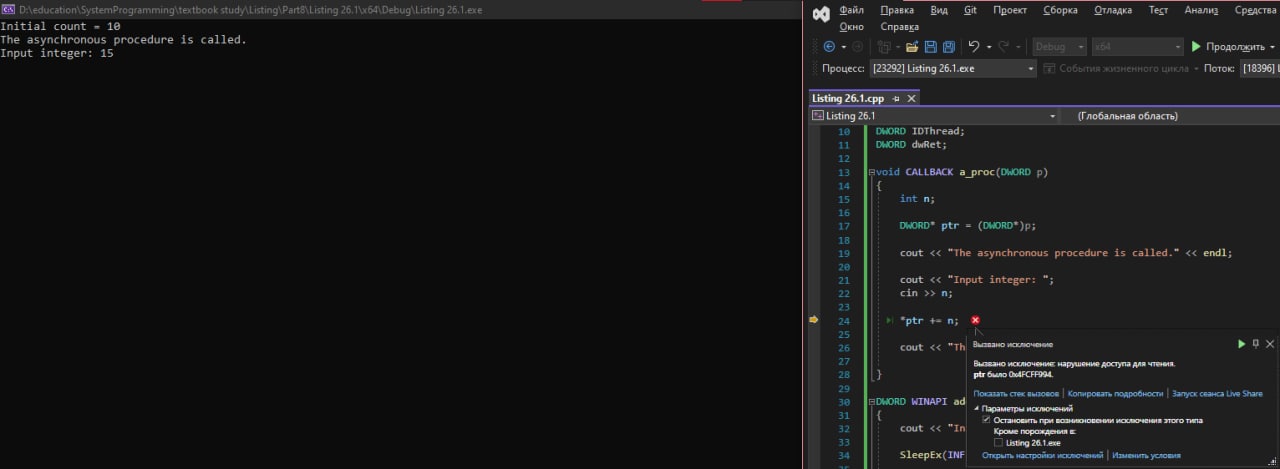 D:\education\SystemProgramming\textbook study\Listing\Part8\Listing 26.1\x64\Debug\Listing 26.1.exe
Initial count = 10
The asynchronous procedure is called.
Input integer: 15
Файл Правка Вид Git Проект Сборка Отладка Тест Анализ Средства
Окно Справка
Debug x64 Продолжить
Процесс: [23292] Listing 26.1.exe События жизненного цикла Поток: [18396]
Listing 26.1.cpp
Listing 26.1 (Глобальная область)
10 DWORD IDThread;
11 DWORD dwRet;
12
13 void CALLBACK a_proc(DWORD p)
14 {
15 int n;
16
17 DWORD* ptr = (DWORD*)p;
18
19 cout << "The asynchronous procedure is called." << endl;
20
21 cout << "Input integer: ";
22 cin >> n;
23
24 *ptr += n;
25
26 cout << "Th
27
28 }
29
30 DWORD WINAPI ad
31 {
32 cout << "In
33
34 SleepEx(INF
Вызвано исключение
Вызвано исключение: нарушение доступа для чтения.
ptr было 0x4FCFF994.
Показать стек вызовов | Копировать подробности | Запуск сеанса Live Share
Параметры исключений
Остановить при возникновении исключения этого типа
Кроме порождения в:
Listing 26.1.exe
Открыть настройки исключений | Изменить условия